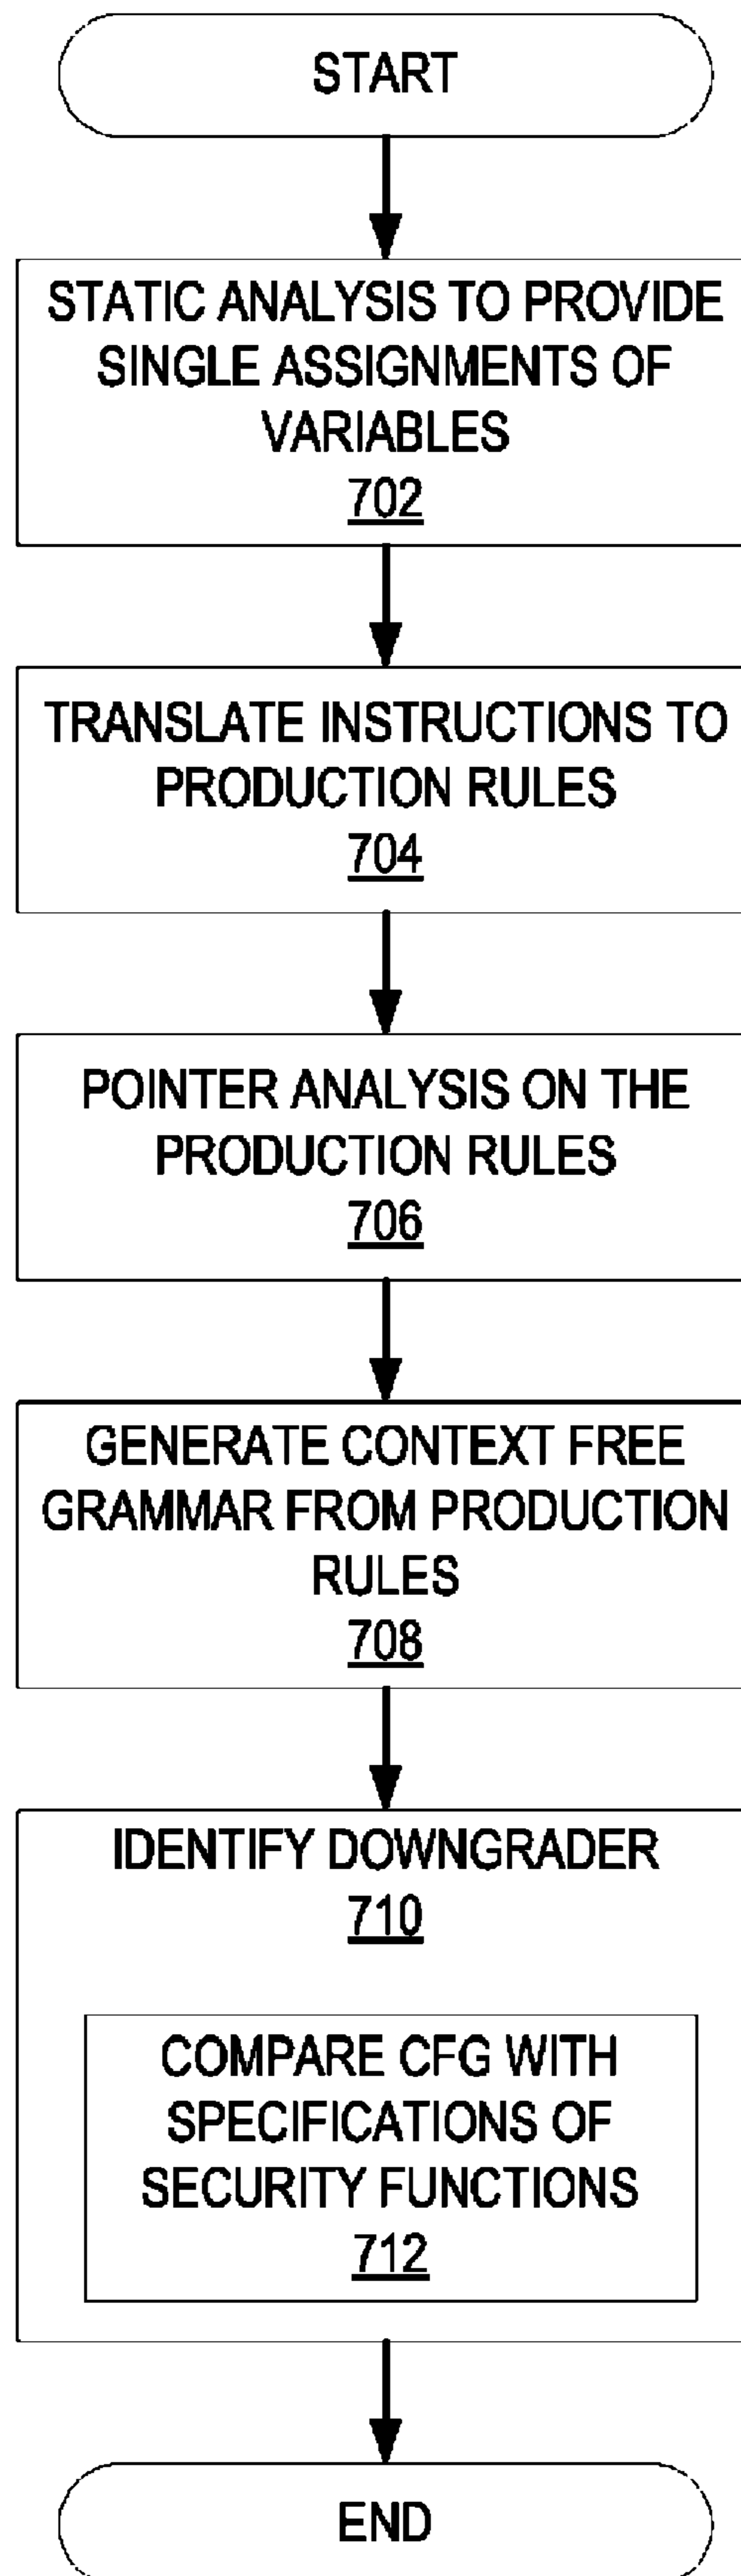 START
STATIC ANALYSIS TO PROVIDE
SINGLE ASSIGNMENTS OF
VARIABLES
702
TRANSLATE INSTRUCTIONS TO
PRODUCTION RULES
704
POINTER ANALYSIS ON THE
PRODUCTION RULES
706
GENERATE CONTEXT FREE
GRAMMAR FROM PRODUCTION
RULES
708
IDENTIFY DOWNGRADER
710
COMPARE CFG WITH
SPECIFICATIONS OF
SECURITY FUNCTIONS
712
END